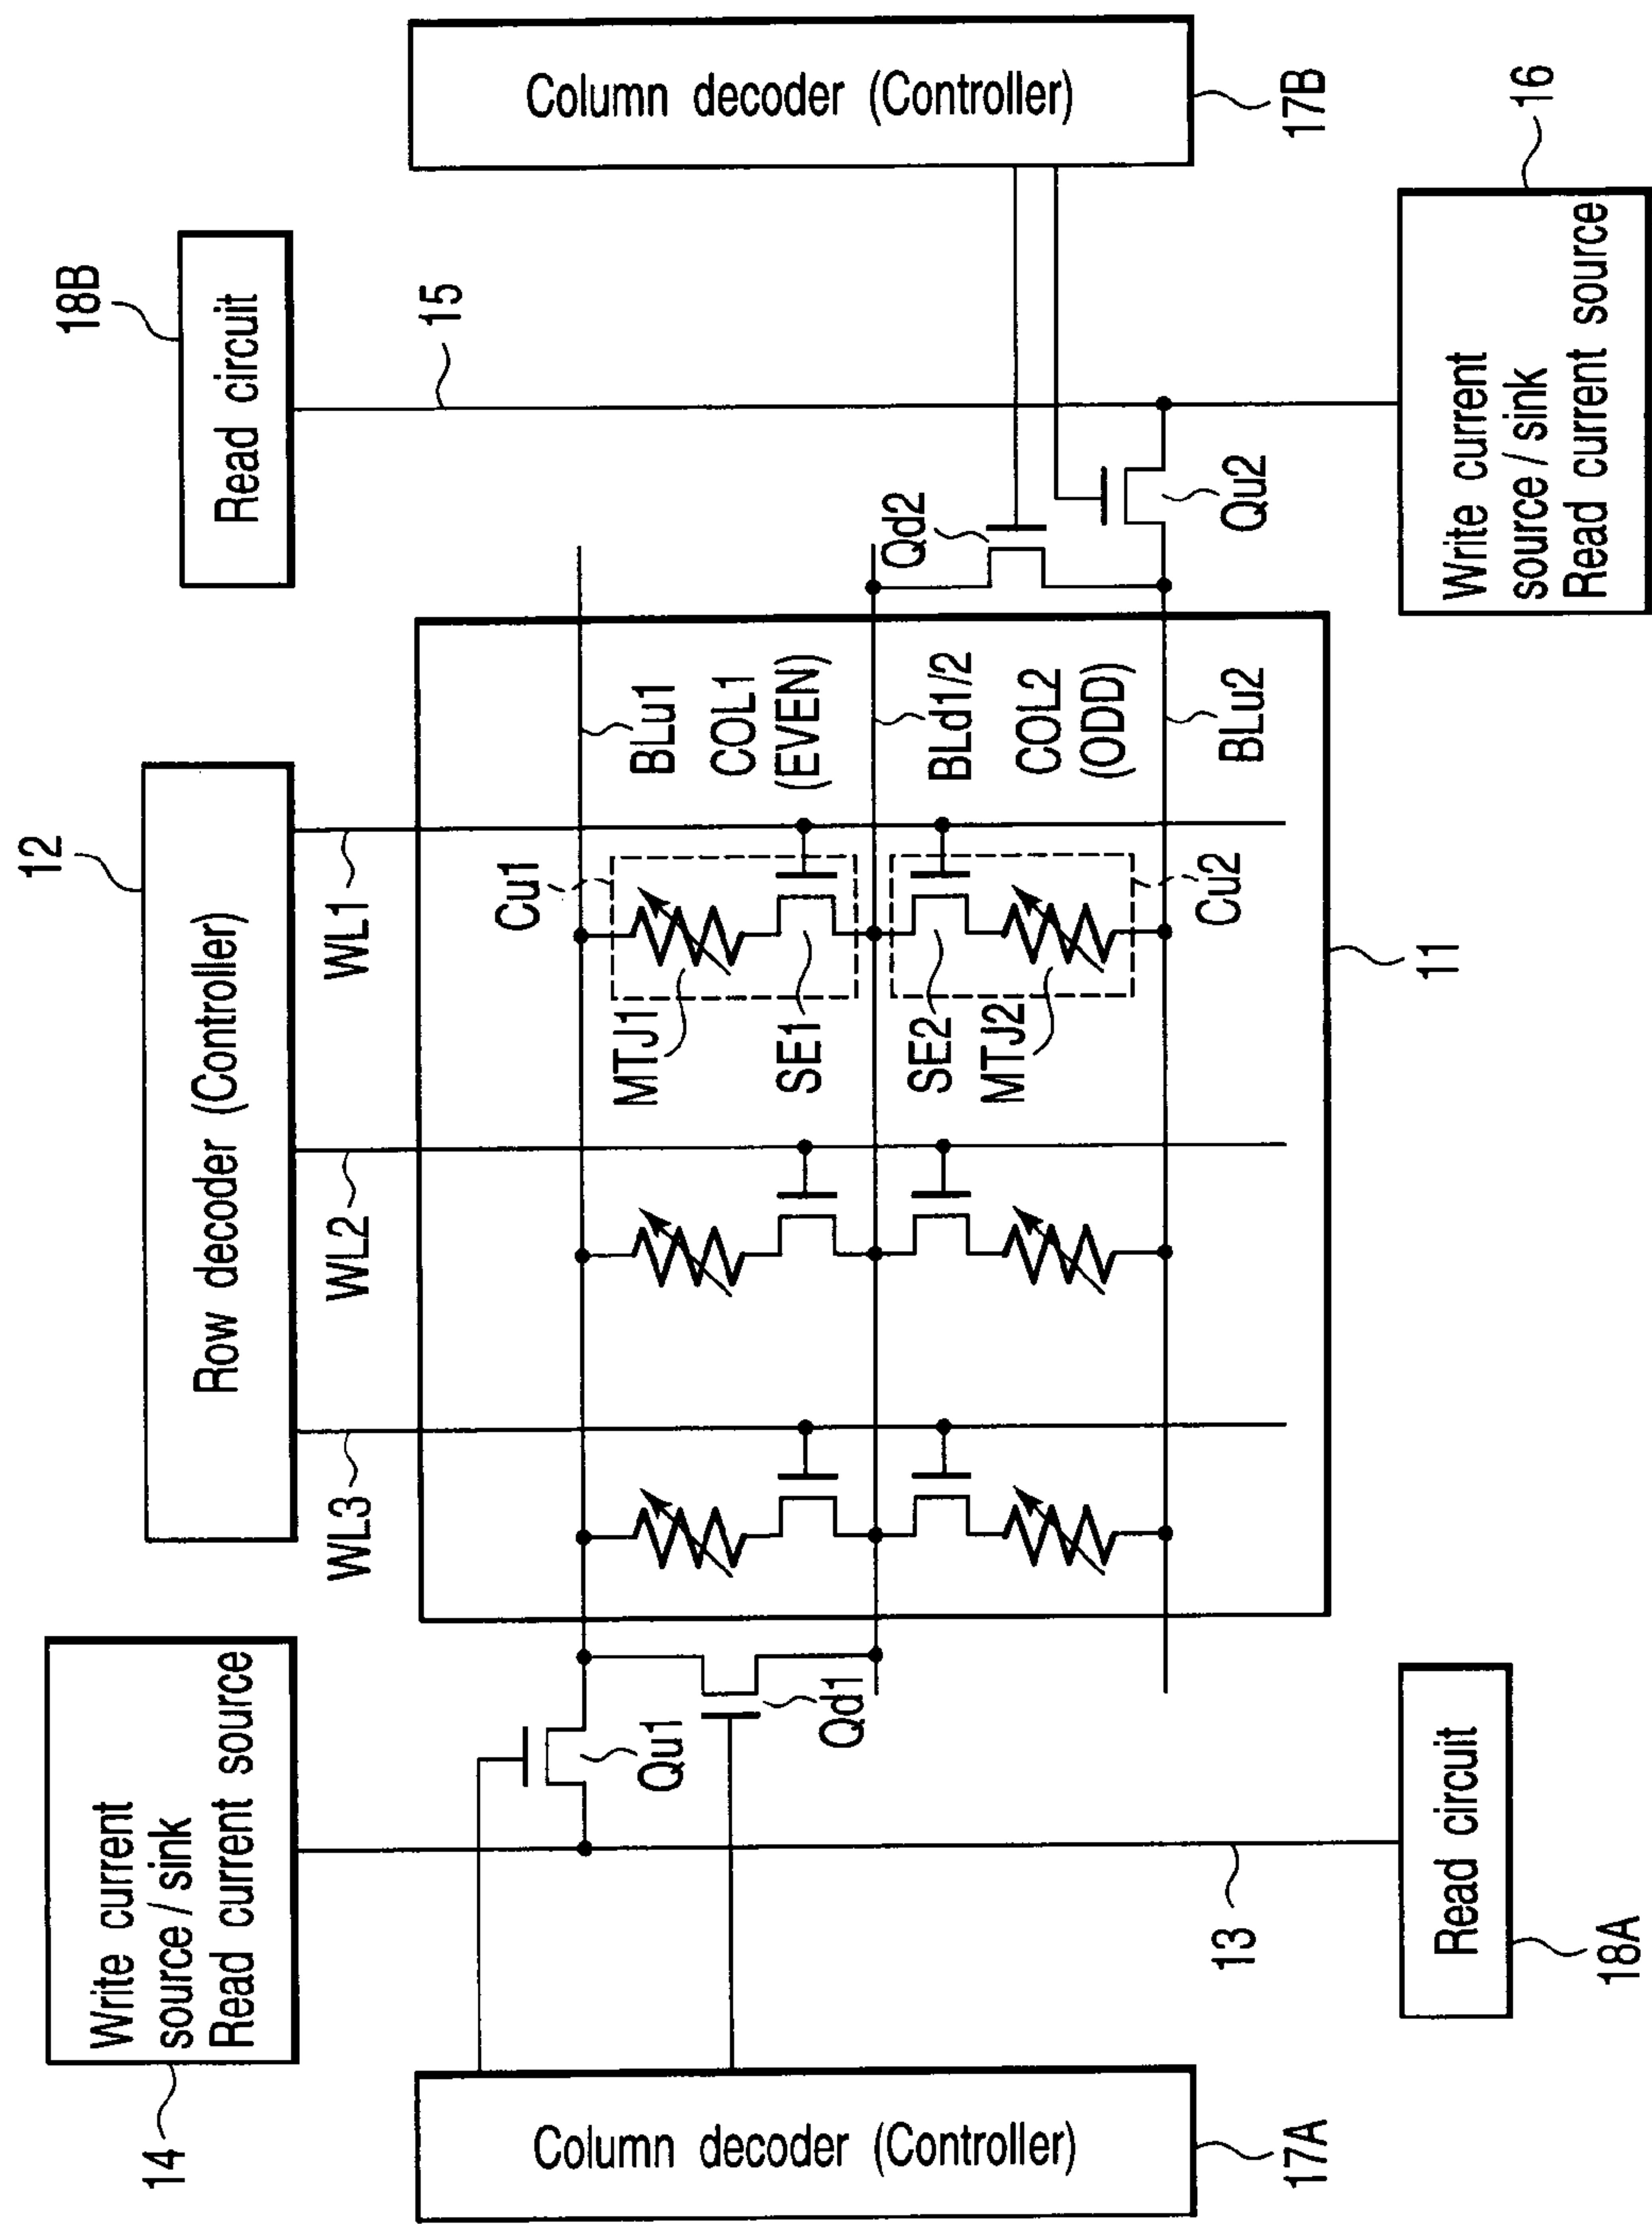 12
18B
14
Write current
source / sink
Read current source
Row decoder (Controller)
Read circuit
WL3
WL2
WL1
15
Column decoder (Controller)
17A
Column decoder (Controller)
17B
Cu1
Qu1
Qd1
MTJ1
SE1
SE2
MTJ2
BLu1
COL1
(EVEN)
BLd1/2
COL2
(ODD)
BLu2
Cu2
Qd2
Qu2
13
11
Read circuit
18A
Write current
source / sink
Read current source
16